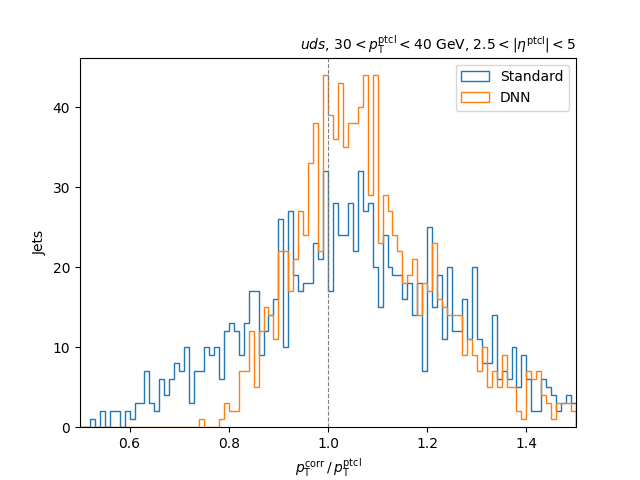 uds, 30 < p_T^ptcl < 40 GeV, 2.5 < |η^ptcl| < 5
Standard
DNN
Jets
40
30
20
10
0
0.6 0.8 1.0 1.2 1.4
p_T^corr / p_T^ptcl